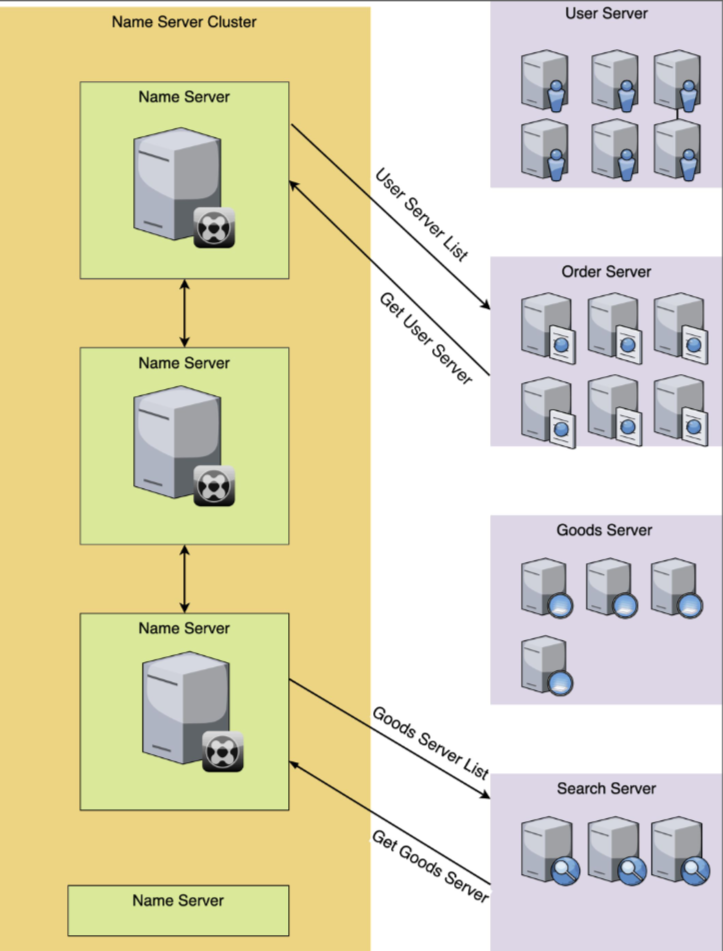 Name Server Cluster
User Server
Name Server
User Server List
Order Server
Get User Server
Name Server
Goods Server
Name Server
Goods Server List
Search Server
Get Goods Server
Name Server